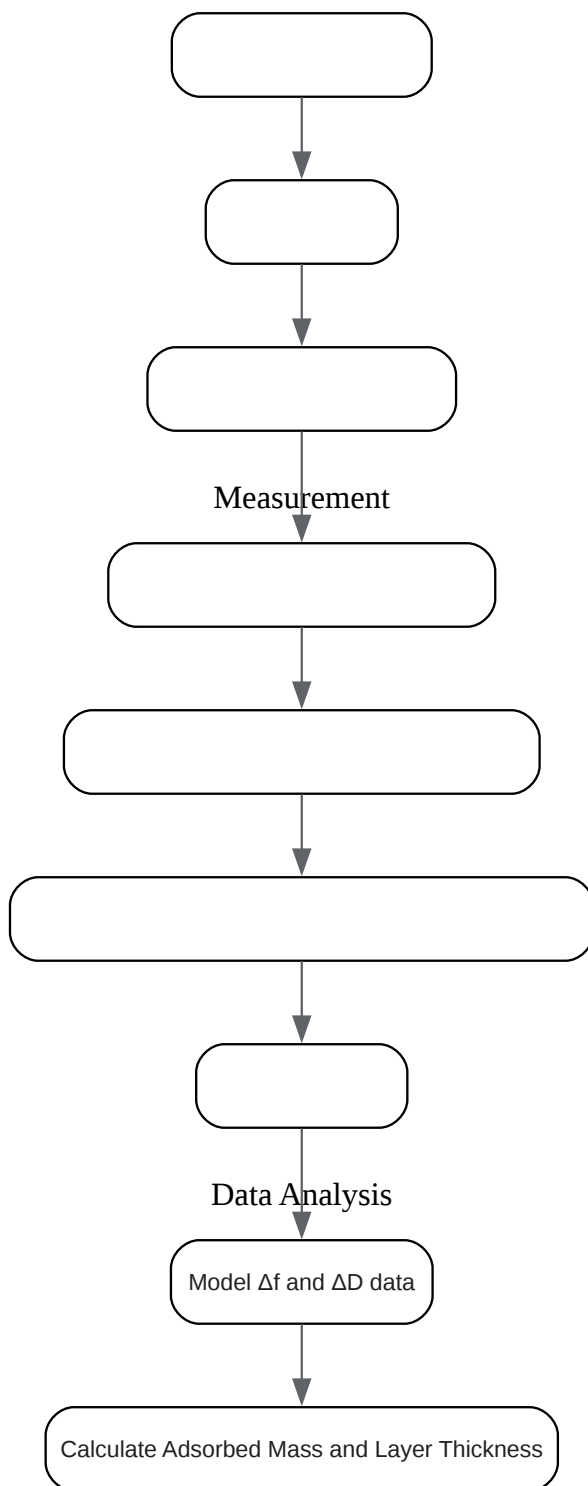 Measurement
Data Analysis
Model Δf and ΔD data
Calculate Adsorbed Mass and Layer Thickness